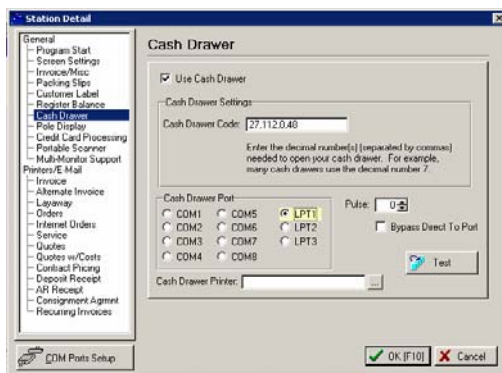 Station Detail
General
Program Start
Screen Settings
Invoice/Misc
Packing Slips
Customer Label
Register Balance
Cash Drawer
Pole Display
Credit Card Processing
Portable Scanner
Multi-Monitor Support
Printers/E-Mail
Invoice
Alternate Invoice
Layaway
Orders
Internet Orders
Service
Quotes
Quotes w/Costs
Contract Pricing
Deposit Receipt
AR Receipt
Consignment Agrmnt
Recurring Invoices
COM Ports Setup
Cash Drawer
Use Cash Drawer
Cash Drawer Settings
Cash Drawer Code: 27,112,0,48
Enter the decimal number(s) (separated by commas)
needed to open your cash drawer. For example,
many cash drawers use the decimal number 7.
Cash Drawer Port
COM1 COM5 LPT1
COM2 COM6 LPT2
COM3 COM7 LPT3
COM4 COM8
Pulse: 0
Bypass Direct To Port
Test
Cash Drawer Printer: ...
OK [F10] Cancel